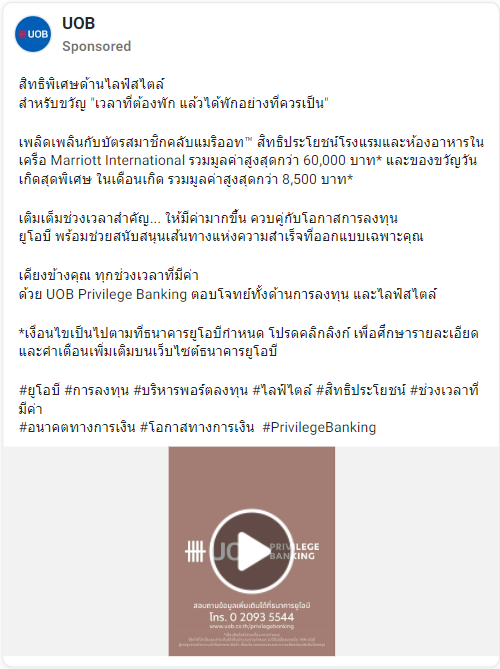 UOB
UOB
Sponsored
สิทธิพิเศษด้านไลฟ์สไตล์
สำหรับขวัญ "เวลาที่ต้องพัก แล้วได้พักอย่างที่ควรเป็น"
เพลิดเพลินกับบัตรสมาชิกคลับแมริออท™ สิทธิประโยชน์โรงแรมและห้องอาหารใน
เครือ Marriott International รวมมูลค่าสูงสุดกว่า 60,000 บาท* และของขวัญวัน
เกิดสุดพิเศษ ในเดือนเกิด รวมมูลค่าสูงสุดกว่า 8,500 บาท*
เติมเต็มช่วงเวลาสำคัญ... ให้มีค่ามากขึ้น ควบคู่กับโอกาสการลงทุน
ยูโอบี พร้อมช่วยสนับสนุนเส้นทางแห่งความสำเร็จที่ออกแบบเฉพาะคุณ
เคียงข้างคุณ ทุกช่วงเวลาที่มีค่า
ด้วย UOB Privilege Banking ตอบโจทย์ทั้งด้านการลงทุน และไลฟ์สไตล์
*เงื่อนไขเป็นไปตามที่ธนาคารยูโอบีกำหนด โปรดคลิกลิงก์ เพื่อศึกษารายละเอียด
และคำเตือนเพิ่มเติมบนเว็บไซต์ธนาคารยูโอบี
#ยูโอบี #การลงทุน #บริหารพอร์ตลงทุน #ไลฟ์ไตล์ #สิทธิประโยชน์ #ช่วงเวลาที่
มีค่า
#อนาคตทางการเงิน #โอกาสทางการเงิน #PrivilegeBanking
PRIVILEGE
BANKING
สอบถามข้อมูลเพิ่มเติมได้ที่ธนาคารยูโอบี
โทร. 0 2093 5544
www.uob.co.th/privilegebanking